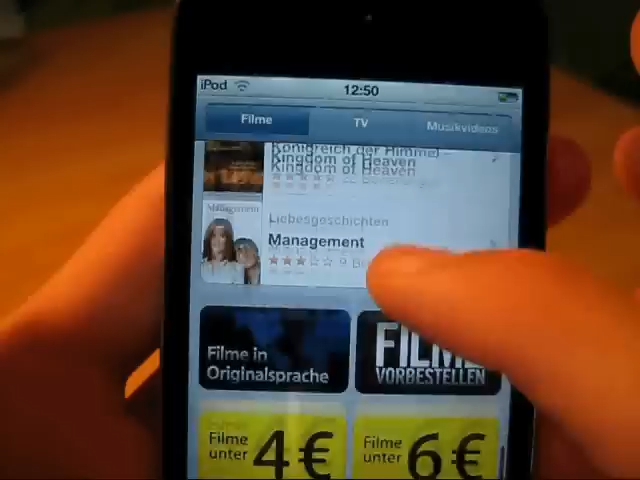 iPod 12:50
Filme TV Musikvideos
Königreich der Himmel
Kingdom of Heaven
Kingdom of Heaven
Management
Liebesgeschichten
Management
Filme in
Originalsprache
VORBESTELLEN
Filme
unter 4 €
Filme
unter 6 €